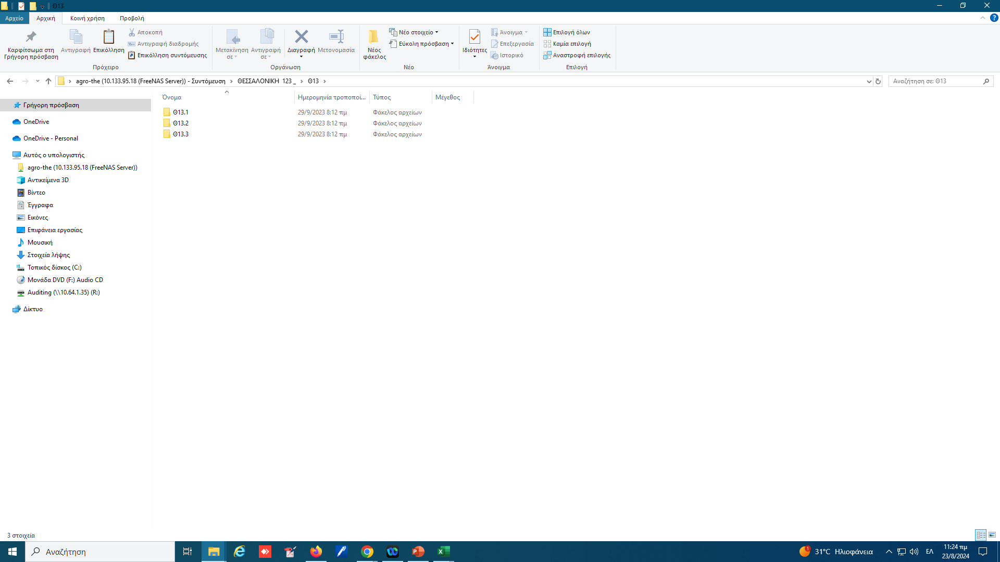 Θ13
Αρχείο Αρχική Κοινή χρήση Προβολή
Καρφίτσωμα στη Γρήγορη πρόσβαση
Αντιγραφή
Επικόλληση
Αποκοπή
Αντιγραφή διαδρομής
Επικόλληση συντόμευσης
Πρόχειρο
Μετακίνηση σε
Αντιγραφή σε
Διαγραφή
Μετονομασία
Οργάνωση
Νέος φάκελος
Νέο στοιχείο
Εύκολη πρόσβαση
Νέο
Ιδιότητες
Άνοιγμα
Επεξεργασία
Ιστορικό
Άνοιγμα
Επιλογή όλων
Καμία επιλογή
Αναστροφή επιλογής
Επιλογή
agro-the (10.133.95.18 (FreeNAS Server)) - Συντόμευση › ΘΕΣΣΑΛΟΝΙΚΗ 123 _ › Θ13 ›
Αναζήτηση σε: Θ13
Γρήγορη πρόσβαση
OneDrive
OneDrive - Personal
Αυτός ο υπολογιστής
agro-the (10.133.95.18 (FreeNAS Server))
Αντικείμενα 3D
Βίντεο
Έγγραφα
Εικόνες
Επιφάνεια εργασίας
Μουσική
Στοιχεία λήψης
Τοπικός δίσκος (C:)
Μονάδα DVD (F:) Audio CD
Auditing (\\10.64.1.35) (R:)
Δίκτυο
Όνομα Ημερομηνία τροποποί... Τύπος Μέγεθος
Θ13.1 29/9/2023 8:12 πμ Φάκελος αρχείων
Θ13.2 29/9/2023 8:12 πμ Φάκελος αρχείων
Θ13.3 29/9/2023 8:12 πμ Φάκελος αρχείων
3 στοιχεία
Αναζήτηση
31°C Ηλιοφάνεια
ΕΛ
11:24 πμ
23/8/2024